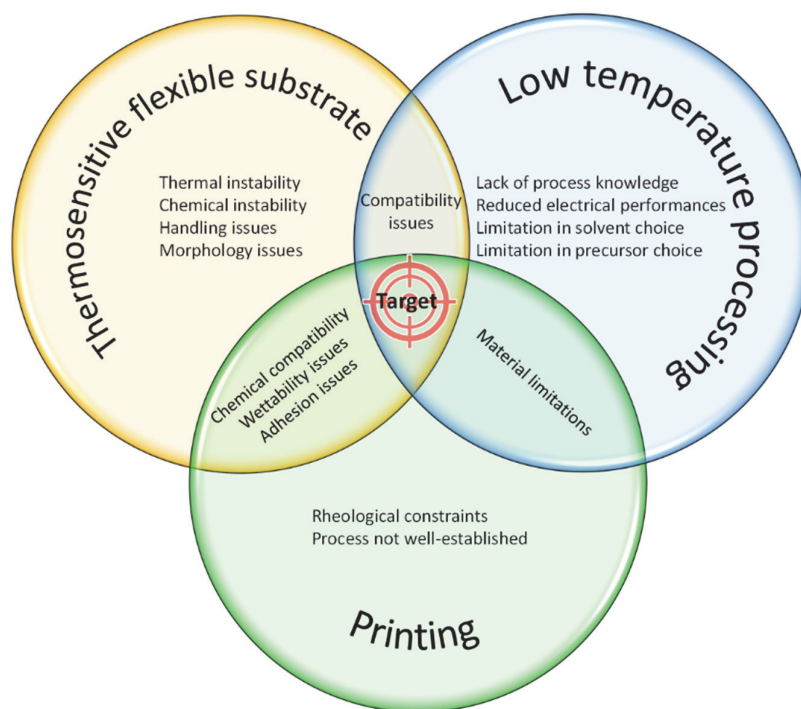 Thermosensitive flexible substrate
Thermal instability
Chemical instability
Handling issues
Morphology issues
Low temperature processing
Lack of process knowledge
Reduced electrical performances
Limitation in solvent choice
Limitation in precursor choice
Compatibility
issues
Target
Chemical compatibility
Wettability issues
Adhesion issues
Material limitations
Rheological constraints
Process not well-established
Printing